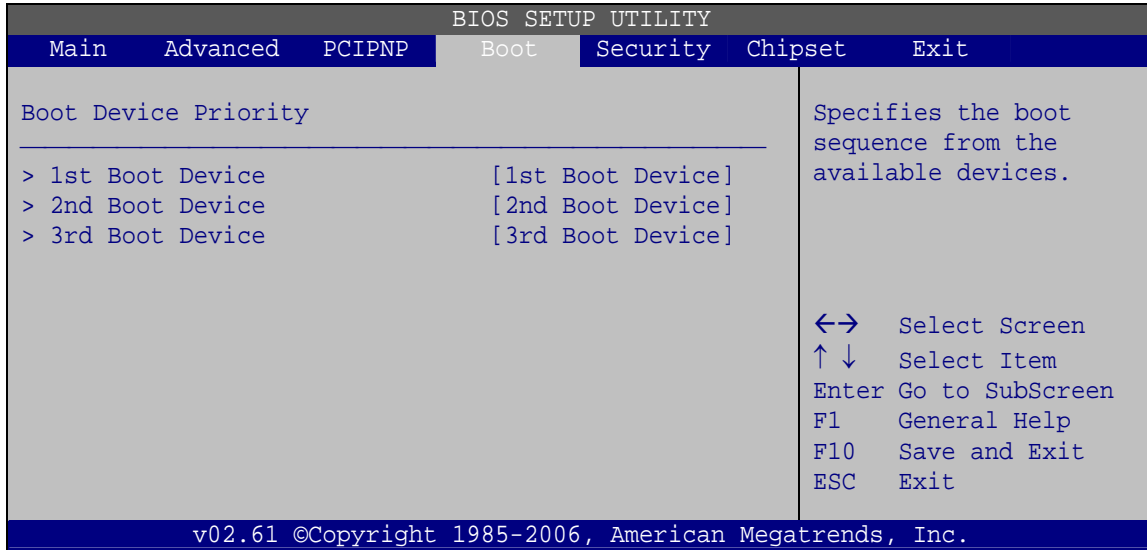 BIOS SETUP UTILITY
Main Advanced PCIPNP Boot Security Chipset Exit
Boot Device Priority
> 1st Boot Device [1st Boot Device]
> 2nd Boot Device [2nd Boot Device]
> 3rd Boot Device [3rd Boot Device]
Specifies the boot
sequence from the
available devices.
←→ Select Screen
↑ ↓ Select Item
Enter Go to SubScreen
F1 General Help
F10 Save and Exit
ESC Exit
v02.61 ©Copyright 1985-2006, American Megatrends, Inc.